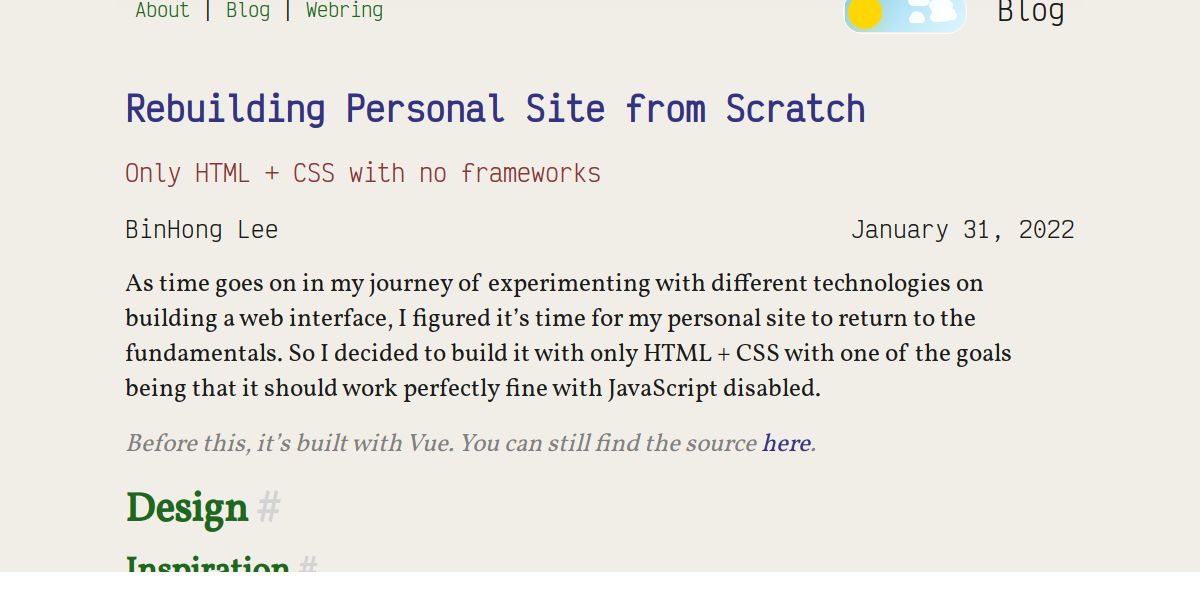 About | Blog | Webring
Blog
Rebuilding Personal Site from Scratch
Only HTML + CSS with no frameworks
BinHong Lee
January 31, 2022
As time goes on in my journey of experimenting with different technologies on
building a web interface, I figured it’s time for my personal site to return to the
fundamentals. So I decided to build it with only HTML + CSS with one of the goals
being that it should work perfectly fine with JavaScript disabled.
Before this, it’s built with Vue. You can still find the source here.
Design #
Inspiration #